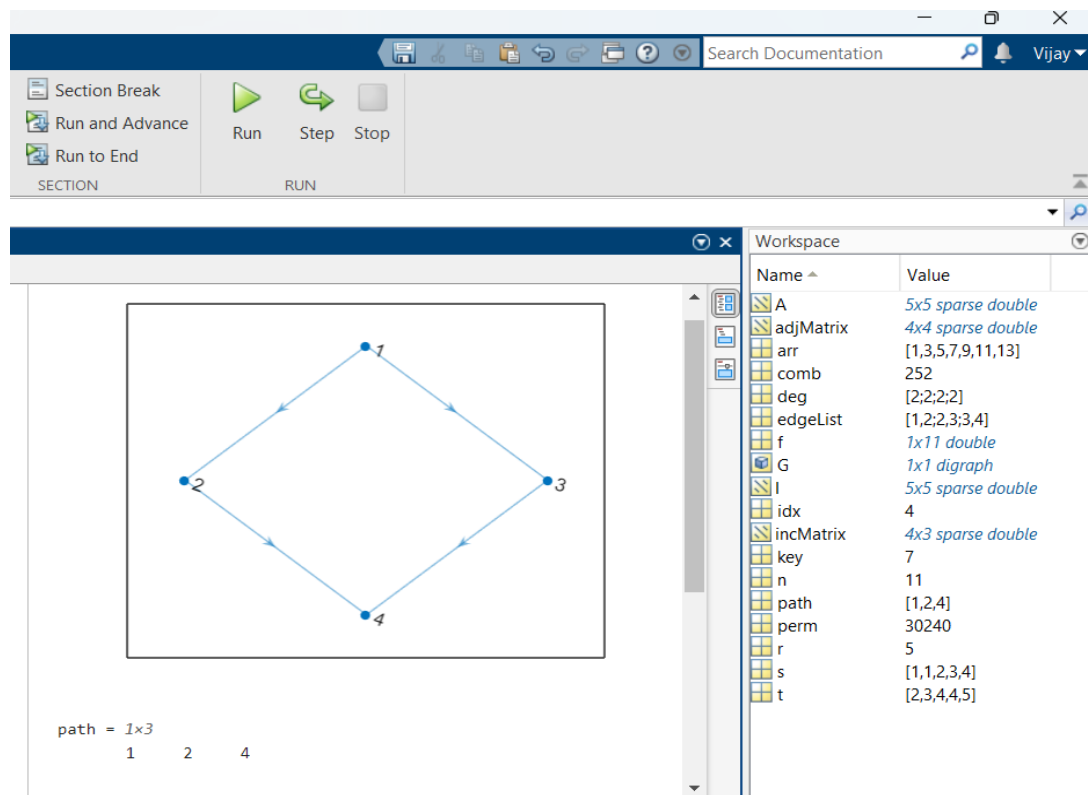 Search Documentation
Vijay
Section Break
Run and Advance
Run to End
SECTION
Run
Step
Stop
RUN
1
2
3
4
path = 1×3
1 2 4
Workspace
Name Value
A 5x5 sparse double
adjMatrix 4x4 sparse double
arr [1,3,5,7,9,11,13]
comb 252
deg [2;2;2;2]
edgeList [1,2;2,3;3,4]
f 1x11 double
G 1x1 digraph
I 5x5 sparse double
idx 4
incMatrix 4x3 sparse double
key 7
n 11
path [1,2,4]
perm 30240
r 5
s [1,1,2,3,4]
t [2,3,4,4,5]